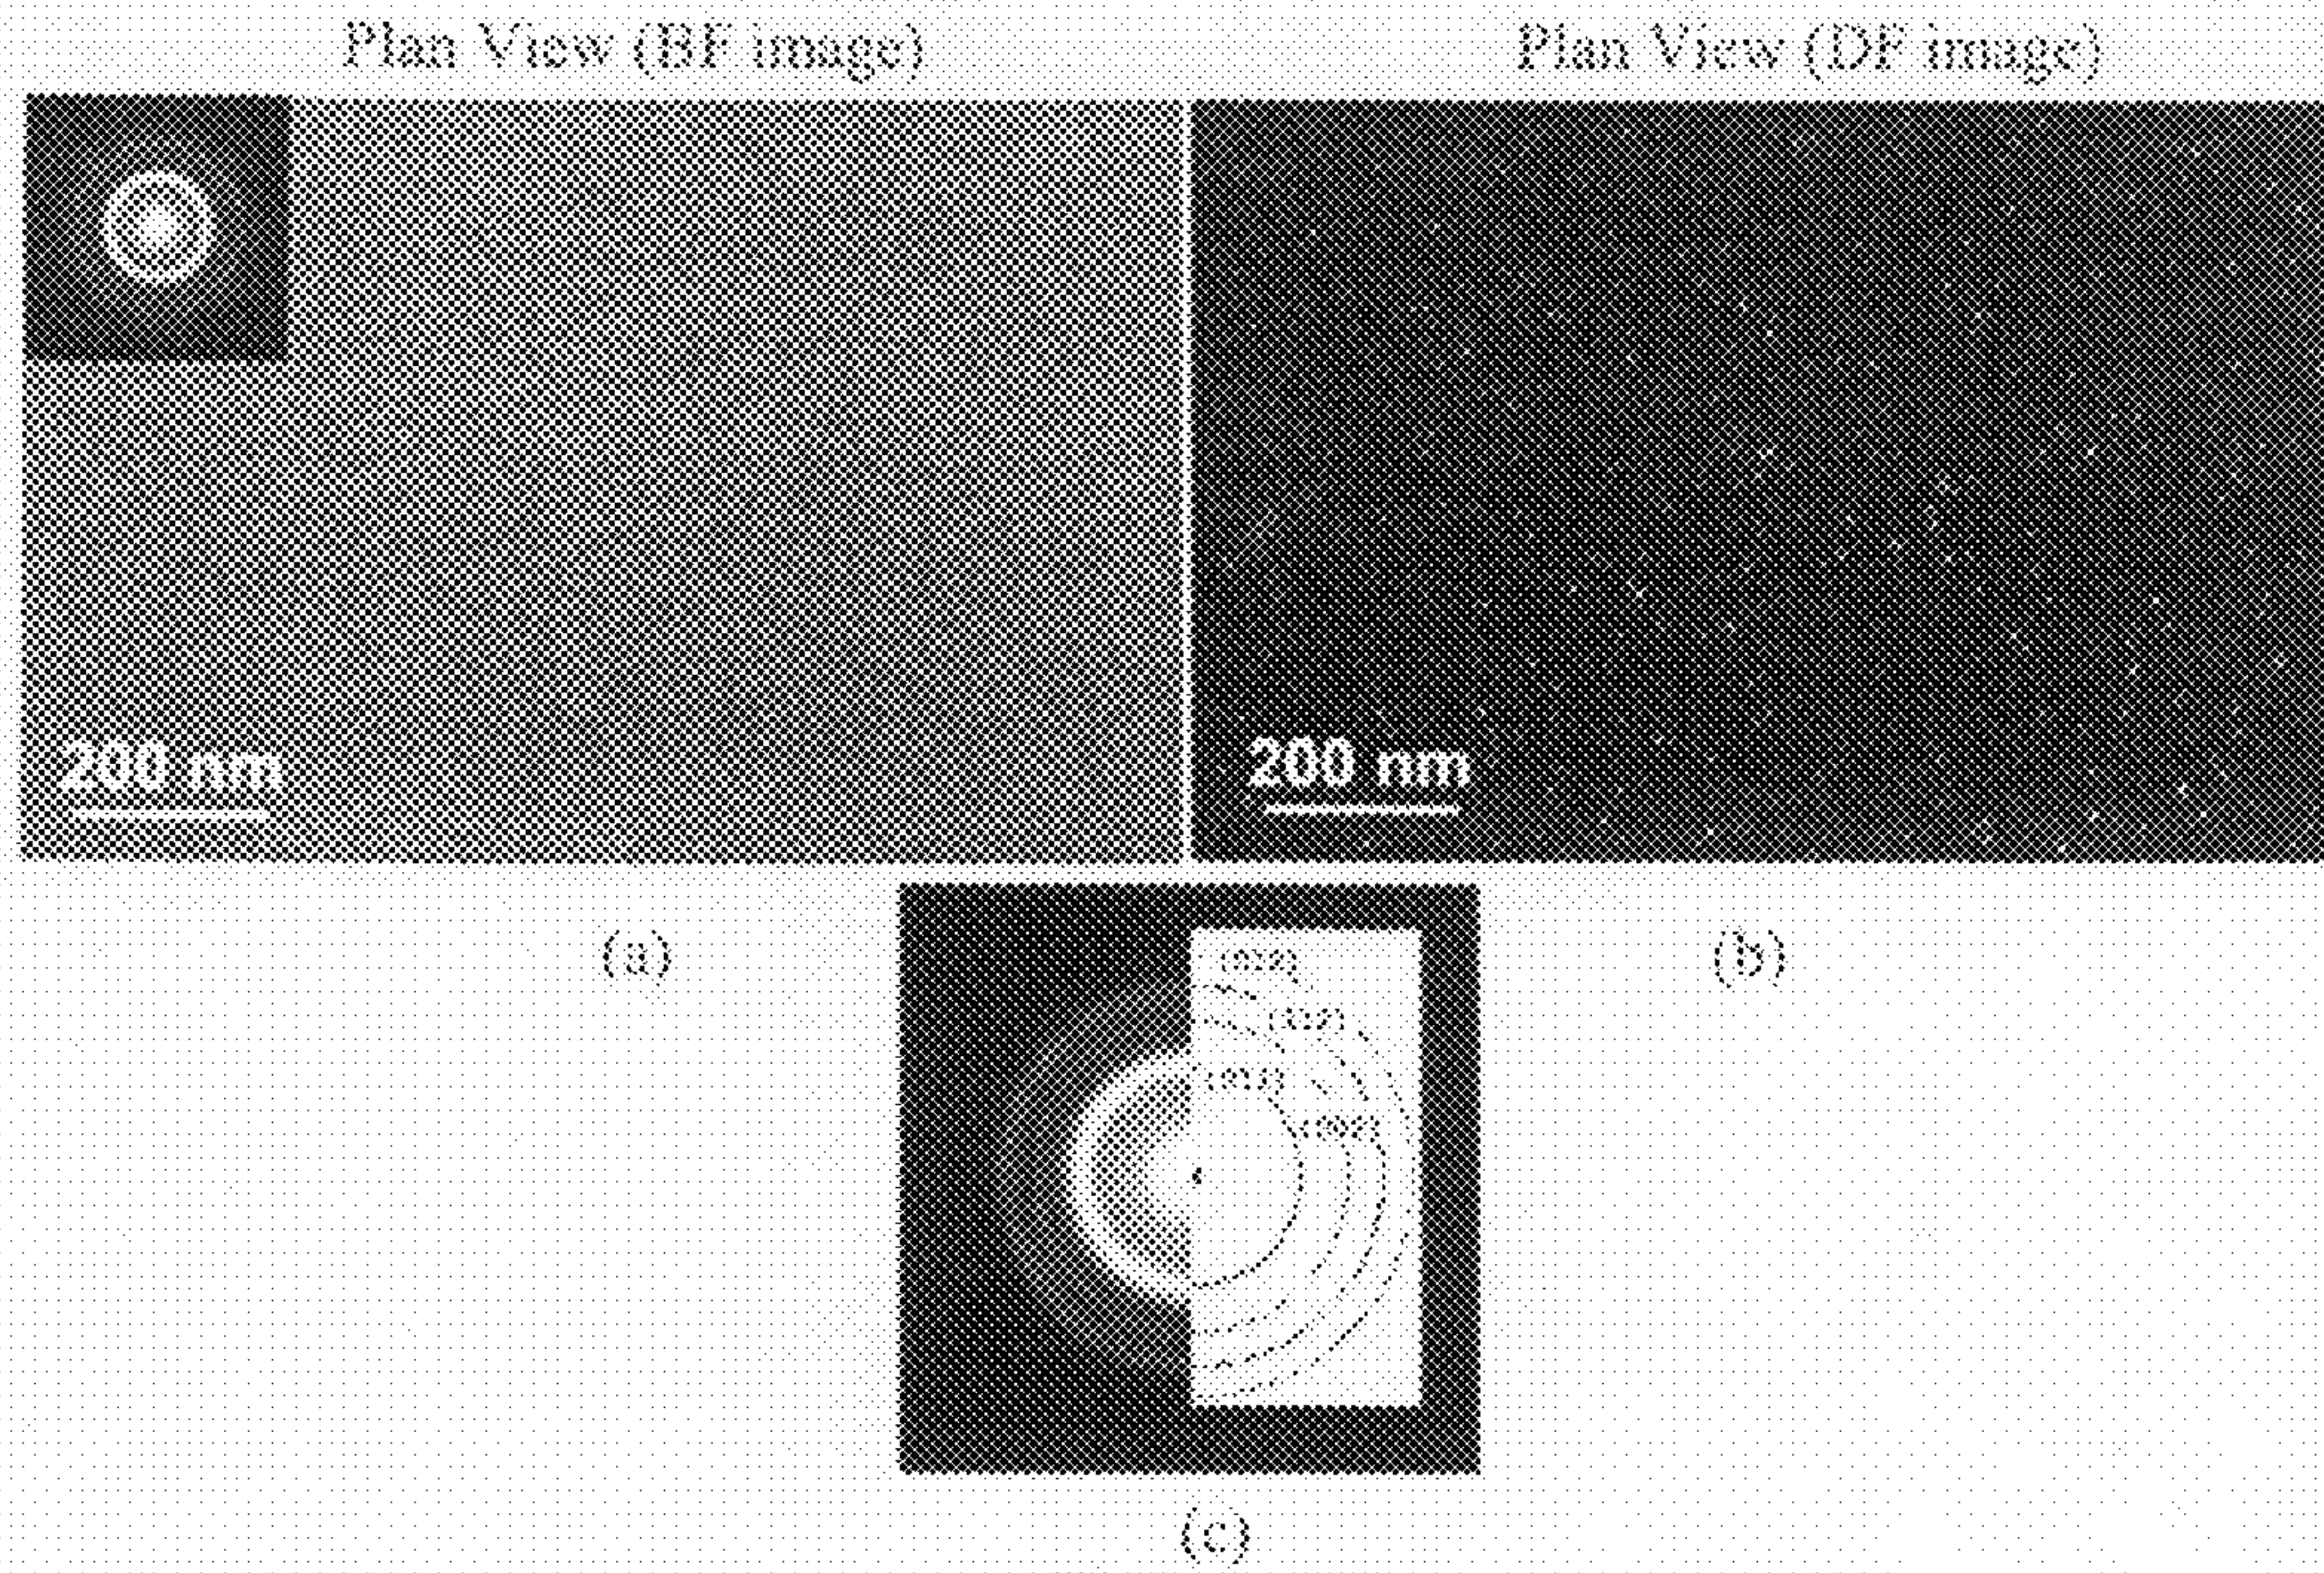 Plan View (BF image)
Plan View (DF image)
200 nm
200 nm
(a)
(b)
(c)